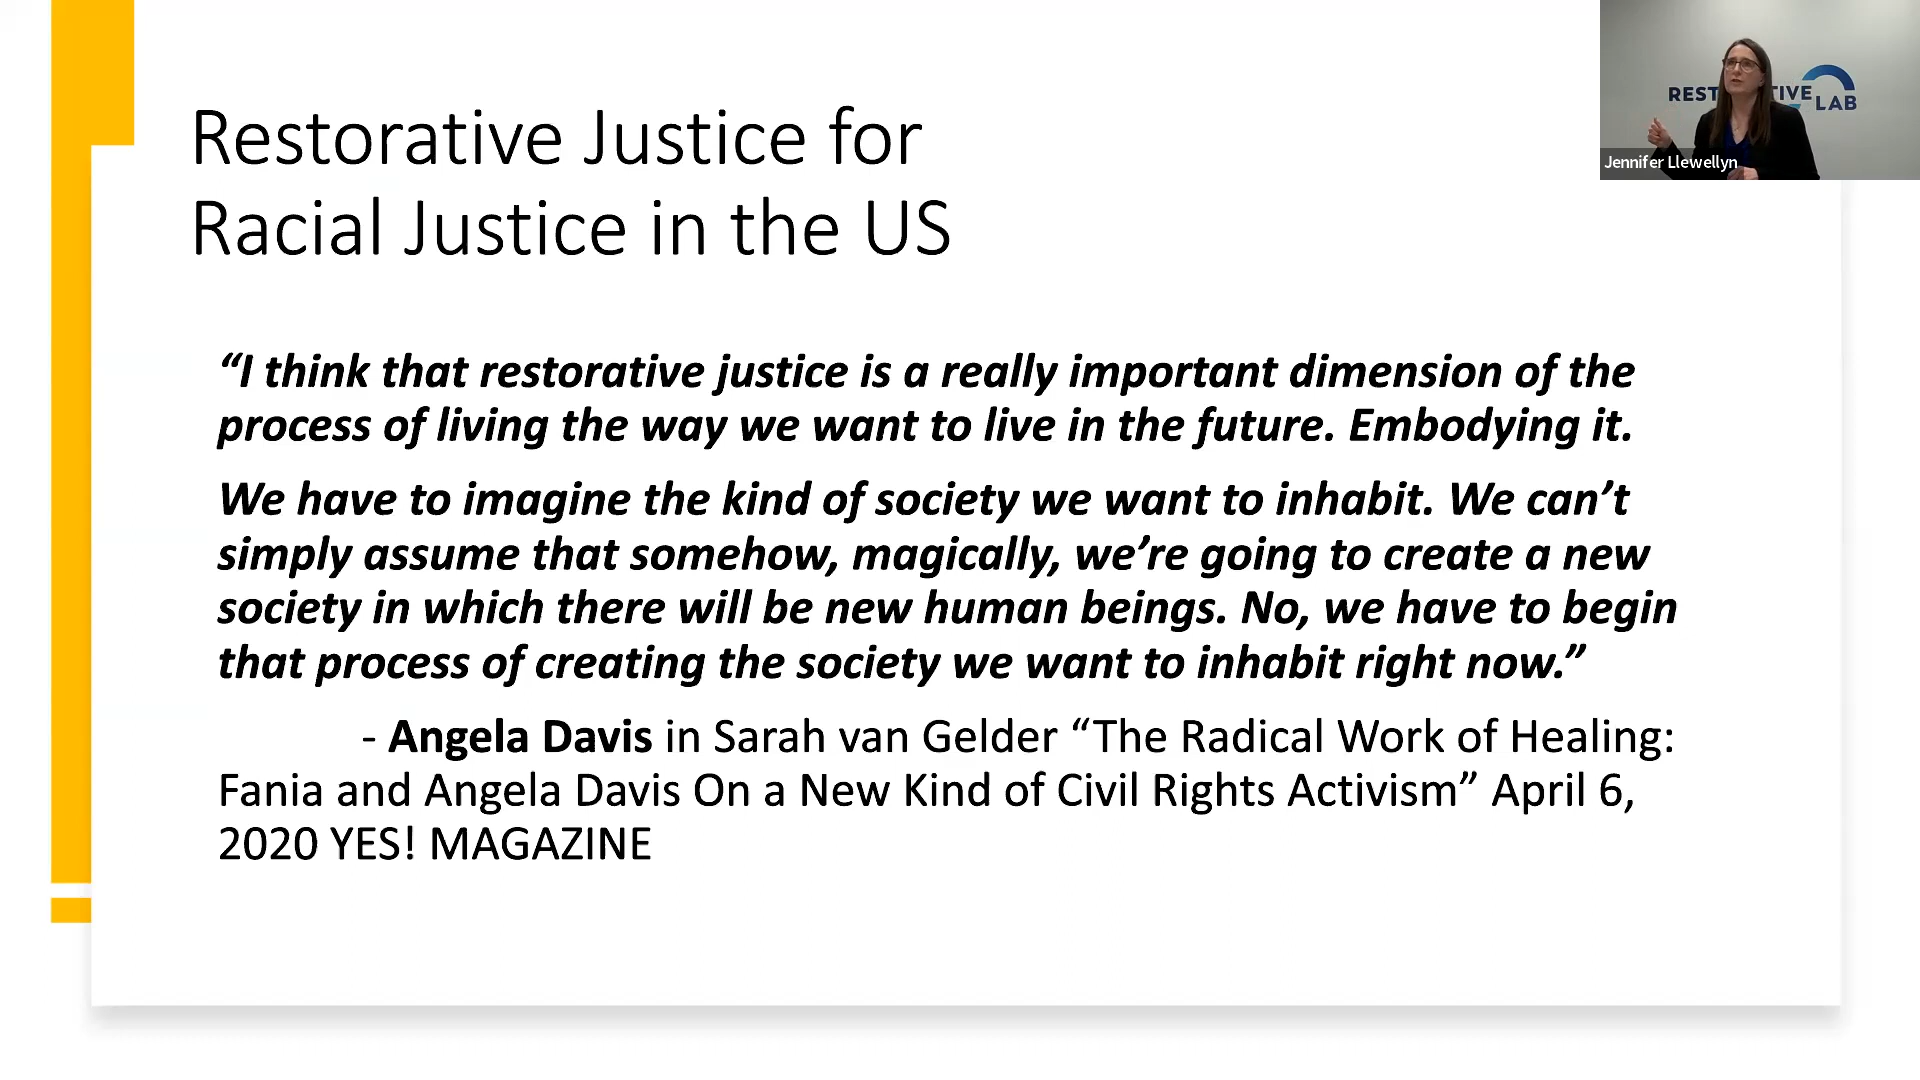 Restorative Justice for
Racial Justice in the US
“I think that restorative justice is a really important dimension of the
process of living the way we want to live in the future. Embodying it.
We have to imagine the kind of society we want to inhabit. We can’t
simply assume that somehow, magically, we’re going to create a new
society in which there will be new human beings. No, we have to begin
that process of creating the society we want to inhabit right now.”
- Angela Davis in Sarah van Gelder “The Radical Work of Healing:
Fania and Angela Davis On a New Kind of Civil Rights Activism” April 6,
2020 YES! MAGAZINE
LAB
Jennifer Llewellyn